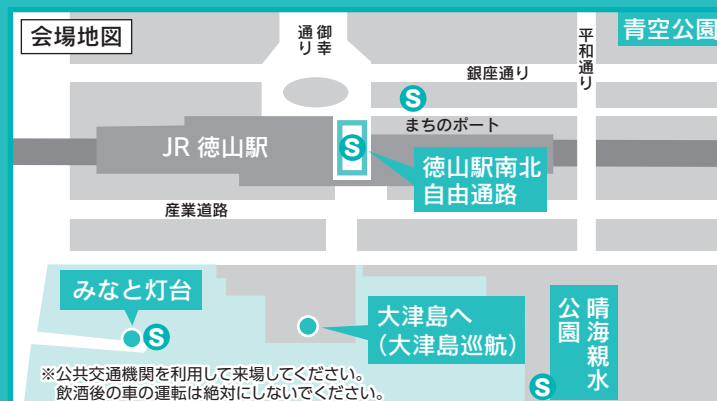 会場地図
御幸
通り
平和通り
青空公園
銀座通り
S
まちのポート
JR 徳山駅
S
徳山駅南北
自由通路
産業道路
みなと灯台
S
大津島へ
(大津島巡航)
晴海親水
公園
S
※公共交通機関を利用して来場してください。
飲酒後の車の運転は絶対にしないでください。